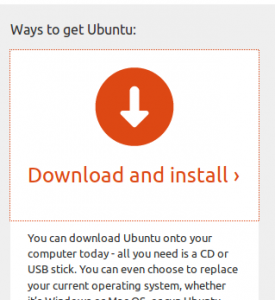 Ways to get Ubuntu:
Download and install ›
You can download Ubuntu onto your
computer today - all you need is a CD or
USB stick. You can even choose to replace
your current operating system, whether
it's Windows or Mac OS, or run Ubuntu